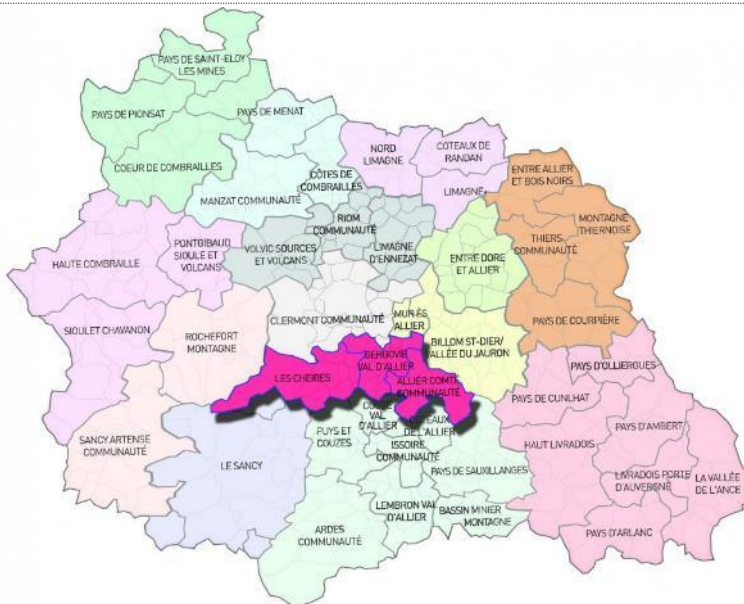 PAYS DE SAINT-ELOY
LES MINES
PAYS DE PIONSAT
PAYS DE MENAT
COEUR DE COMBRAILLES
NORD
LIMAGNE
COTEAUX DE
RANDAN
CÔTES DE
COMBRAILLES
MANZAT COMMUNAUTÉ
LIMAGNE
ENTRE ALLIER
ET BOIS NOIRS
MONTAGNE
THIERNOISE
RIOM
COMMUNAUTÉ
HAUTE COMBRAILLE
PONTGIBAUD
SIOULE ET
VOLCANS
VOLVIC SOURCES
ET VOLCANS
LIMAGNE
D'ENNEZAT
ENTRE DORE
ET ALLIER
THIERS
COMMUNAUTÉ
SIOULET CHAVANON
ROCHEFORT
MONTAGNE
CLERMONT COMMUNAUTÉ
MUR ÈS
ALLIER
BILLOM ST-DIER/
VALLÉE DU JAURON
PAYS DE COURPIÈRE
GERGOVIE
VAL D'ALLIER
LES CHEIRES
ALLIER COMTÉ
COMMUNAUTÉ
PAYS D'OLLIERGUES
PAYS DE CUNLHAT
SANCY ARTENSE
COMMUNAUTÉ
LE SANCY
PUYS ET
COUZES
VAL
D'ALLIER
DE L'ALLIER
ISSOIRE
COMMUNAUTÉ
PAYS DE SAUXILLANGES
HAUT LIVRADOIS
PAYS D'AMBERT
LIVRADOIS PORTE
D'AUVERGNE
LA VALLÉE
DE L'ANCE
ARDES
COMMUNAUTÉ
LEMBRON VAL
D'ALLIER
BASSIN MINIER
MONTAGNE
PAYS D'ARLANC